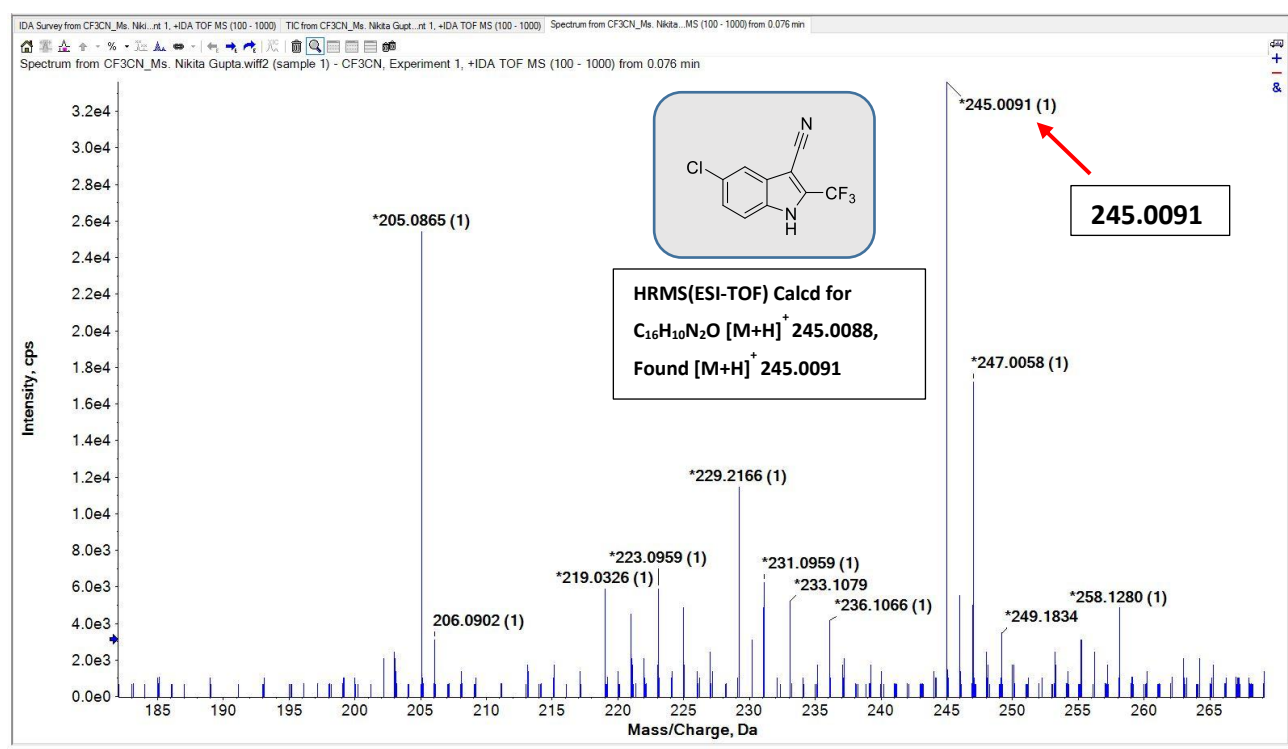 IDA Survey from CF3CN_Ms. Niki...nt 1, +IDA TOF MS (100 - 1000) TIC from CF3CN_Ms. Nikita Gupt...nt 1, +IDA TOF MS (100 - 1000) Spectrum from CF3CN_Ms. Nikita...MS (100 - 1000) from 0.076 min
%
Spectrum from CF3CN_Ms. Nikita Gupta.wiff2 (sample 1) - CF3CN, Experiment 1, +IDA TOF MS (100 - 1000) from 0.076 min
Intensity, cps
3.2e4
3.0e4
2.8e4
2.6e4
2.4e4
2.2e4
2.0e4
1.8e4
1.6e4
1.4e4
1.2e4
1.0e4
8.0e3
6.0e3
4.0e3
2.0e3
0.0e0
*205.0865 (1)
206.0902 (1)
*219.0326 (1)
*223.0959 (1)
*229.2166 (1)
*231.0959 (1)
*233.1079
*236.1066 (1)
*245.0091 (1)
*247.0058 (1)
*249.1834
*258.1280 (1)
N
Cl
CF₃
N
H
HRMS(ESI-TOF) Calcd for
C₁₆H₁₀N₂O [M+H]⁺ 245.0088,
Found [M+H]⁺ 245.0091
245.0091
185 190 195 200 205 210 215 220 225 230 235 240 245 250 255 260 265
Mass/Charge, Da